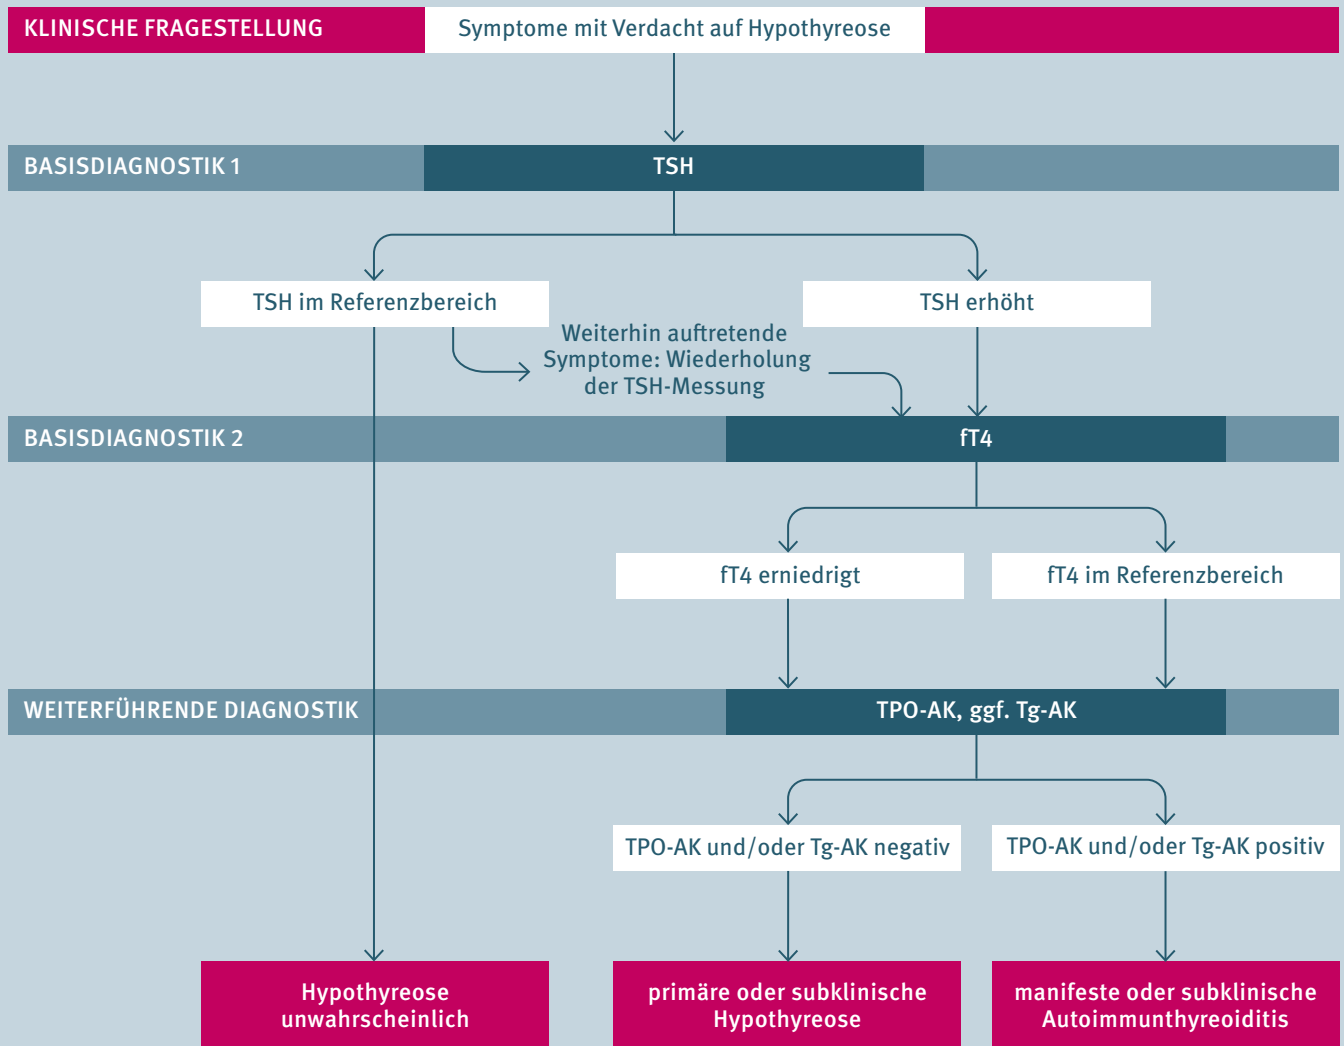 KLINISCHE FRAGESTELLUNG
Symptome mit Verdacht auf Hypothyreose
BASISDIAGNOSTIK 1
TSH
TSH im Referenzbereich
TSH erhöht
Weiterhin auftretende
Symptome: Wiederholung
der TSH-Messung
BASISDIAGNOSTIK 2
fT4
fT4 erniedrigt
fT4 im Referenzbereich
WEITERFÜHRENDE DIAGNOSTIK
TPO-AK, ggf. Tg-AK
TPO-AK und/oder Tg-AK negativ
TPO-AK und/oder Tg-AK positiv
Hypothyreose
unwahrscheinlich
primäre oder subklinische
Hypothyreose
manifeste oder subklinische
Autoimmunthyreoiditis